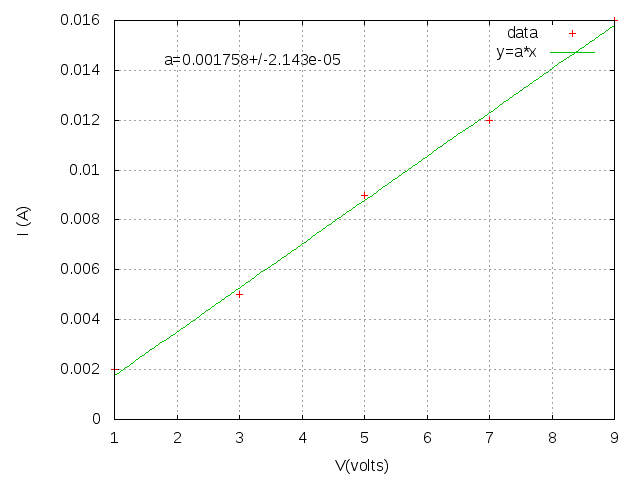 0.016
0.014
0.012
0.01
0.008
0.006
0.004
0.002
0
I (A)
data
y=a*x
a=0.001758+/-2.143e-05
1 2 3 4 5 6 7 8 9
V(volts)